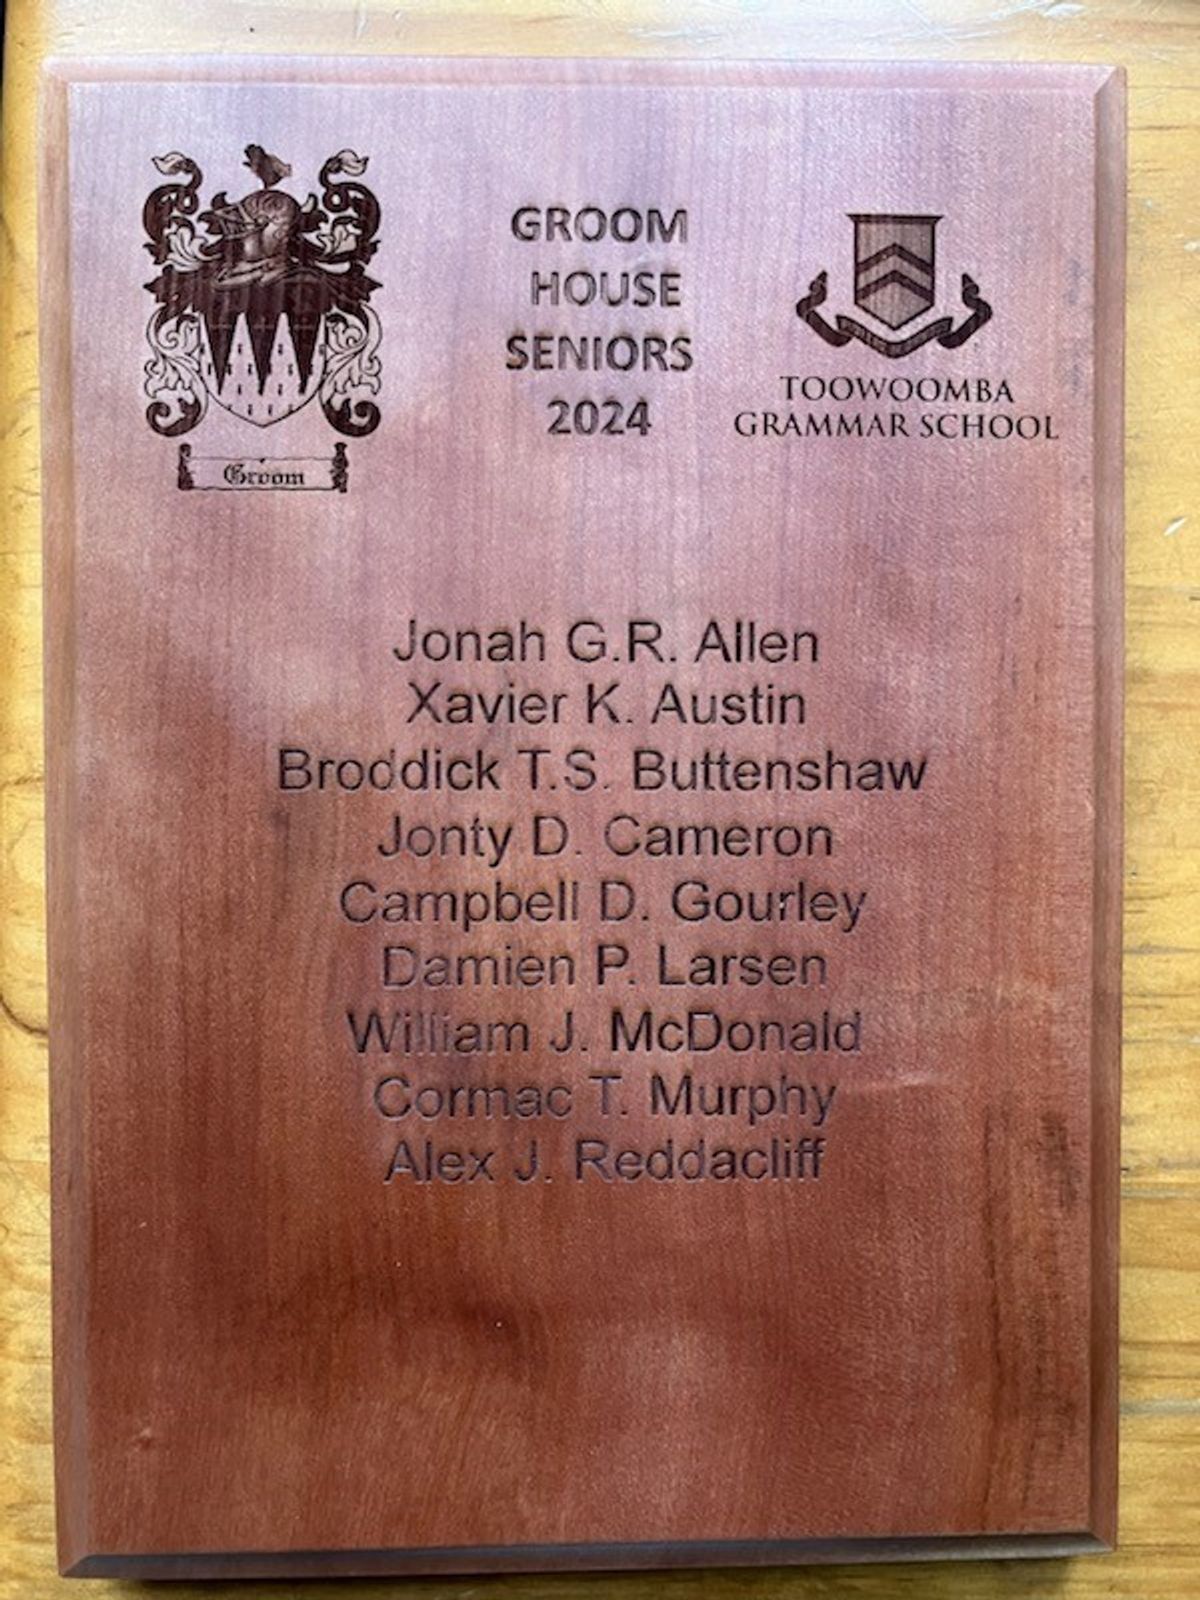 GROOM
HOUSE
SENIORS
2024
Groom
TOOWOOMBA
GRAMMAR SCHOOL
Jonah G.R. Allen
Xavier K. Austin
Broddick T.S. Buttenshaw
Jonty D. Cameron
Campbell D. Gourley
Damien P. Larsen
William J. McDonald
Cormac T. Murphy
Alex J. Reddacliff